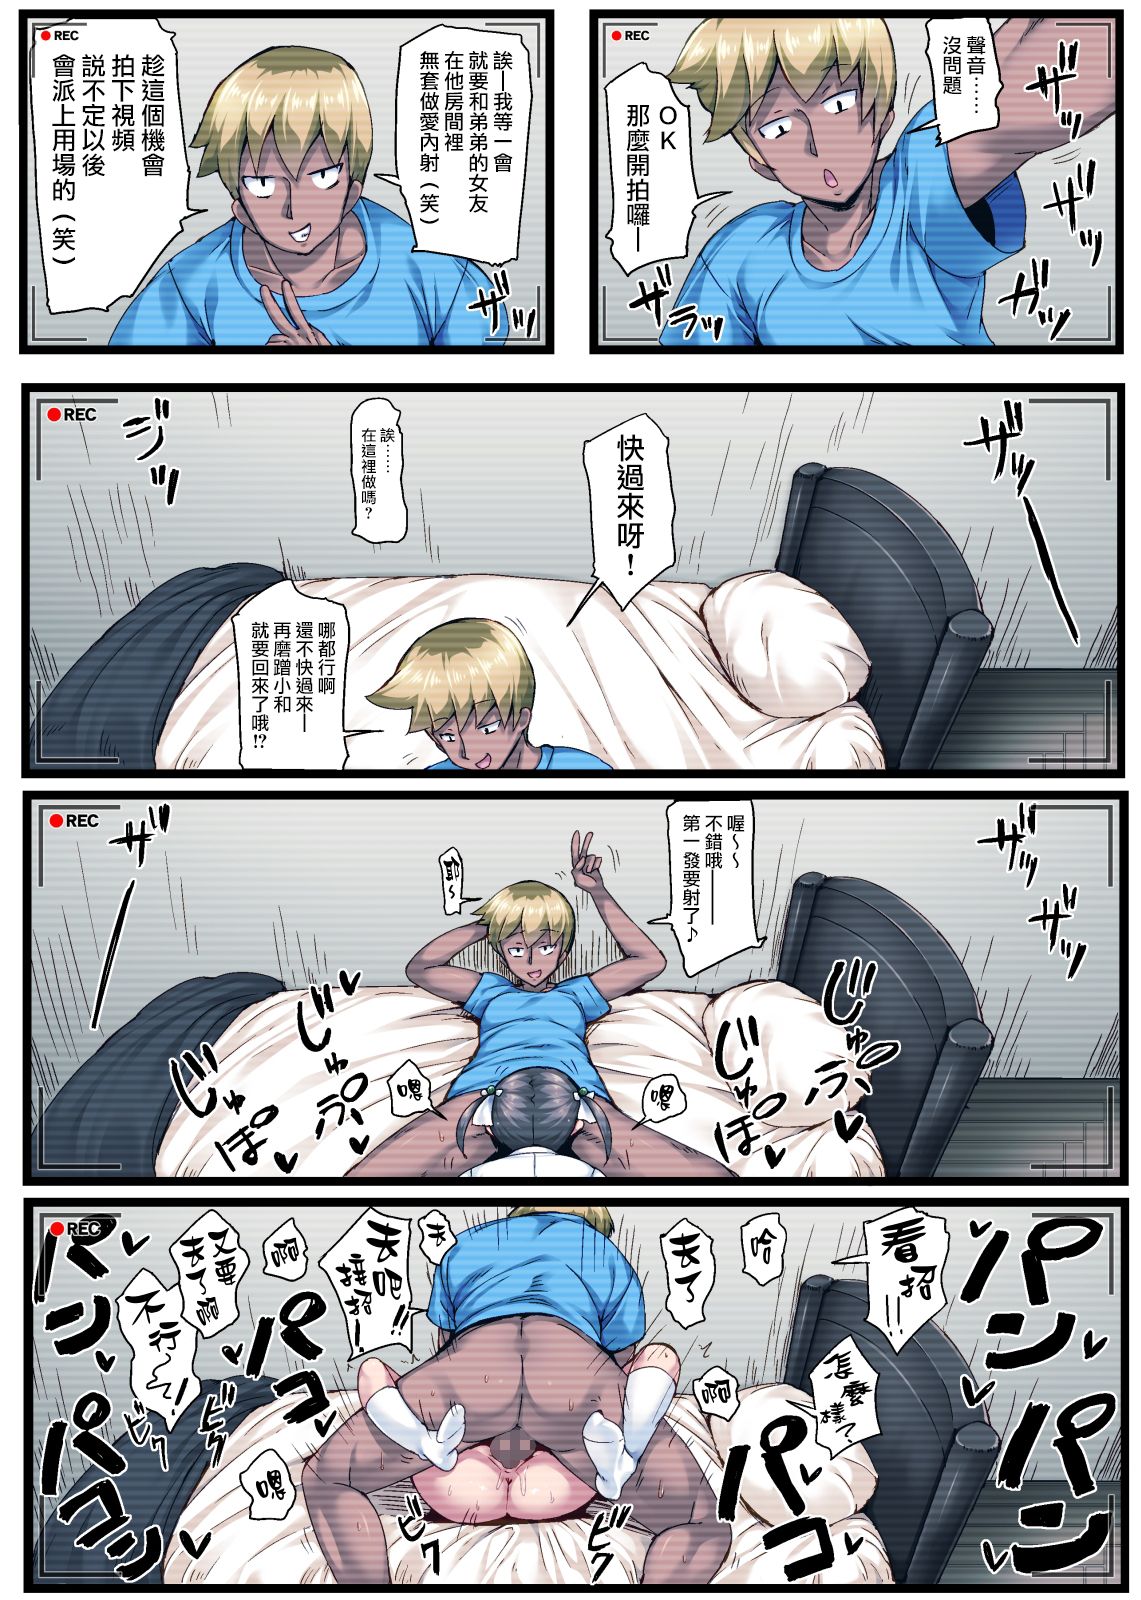 REC
聲音……
沒問題
OK
那麼開拍囉ー
ガサッ
ザラッ
REC
誒ー我等一會
就要和弟弟的女友
在他房間裡
無套做愛內射（笑）
趁這個機會
拍下視頻
說不定以後
會派上用場的（笑）
ザッ
REC
ザザッ
快過來呀！
誒……
在這裡做嗎？
哪都行啊
還不快過來ー
再磨蹭小和
就要回來了哦!?
ジジッ
REC
ザザッ
喔～～
不錯哦ー
第一發要射了♪
ザザッ
じゅぷ♥
じゅぽ♥
嗯
嗯
じゅぷ♥
じゅぽ♥
REC
パンパン
看招ー!!
怎麼樣？
哈
啊
パコ
去了
去
去吧!!
接招ー！
啊
パコ
又要
去了啊
不行～！
嗯
パンパコッ
ビク
ビク
ビク
ビク